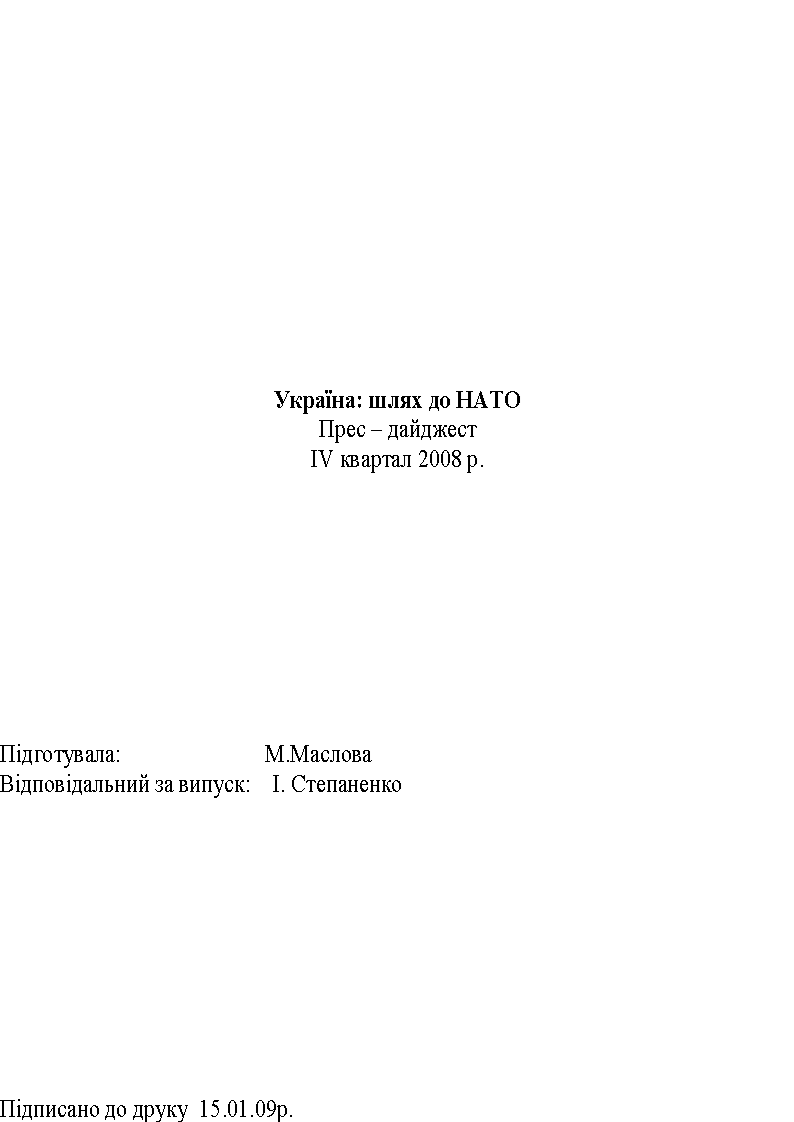 Україна: шлях до НАТО
Прес – дайджест
IV квартал 2008 р.
Підготувала: М.Маслова
Відповідальний за випуск: І. Степаненко
Підписано до друку 15.01.09р.